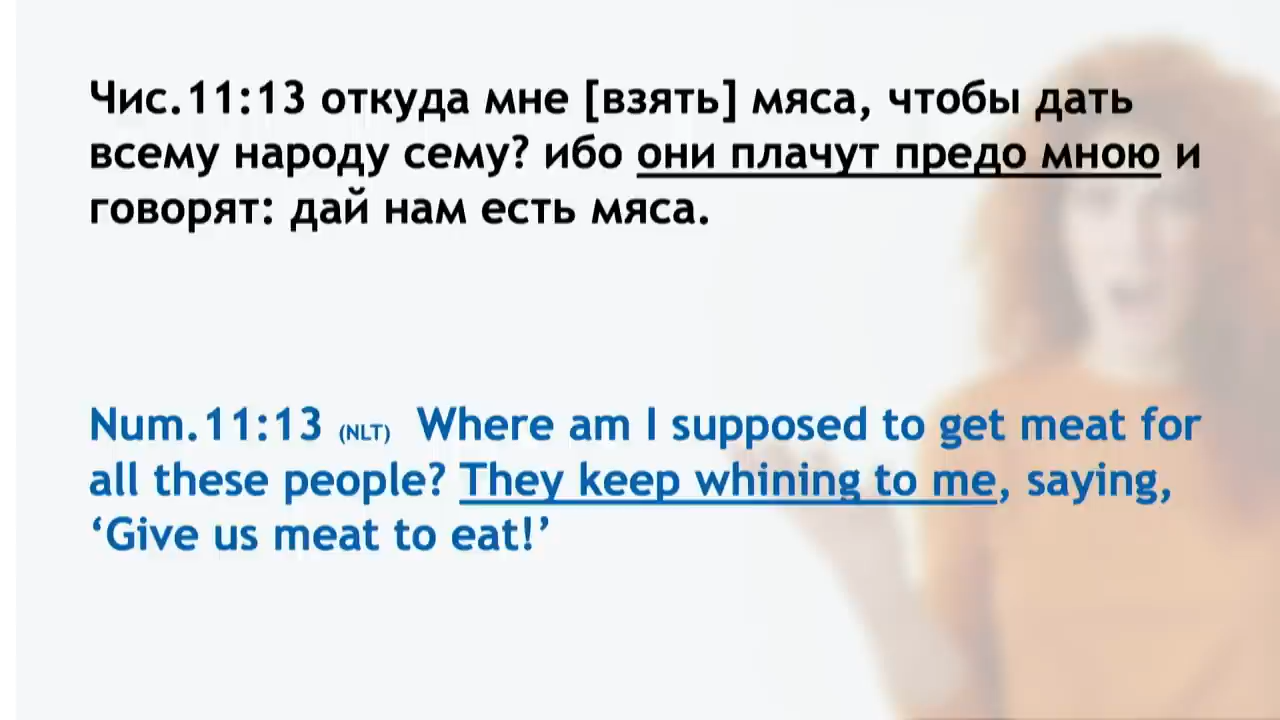 Чис.11:13 откуда мне [взять] мяса, чтобы дать
всему народу сему? ибо они плачут предо мною и
говорят: дай нам есть мяса.
Num.11:13 (NLT) Where am I supposed to get meat for
all these people? They keep whining to me, saying,
‘Give us meat to eat!’